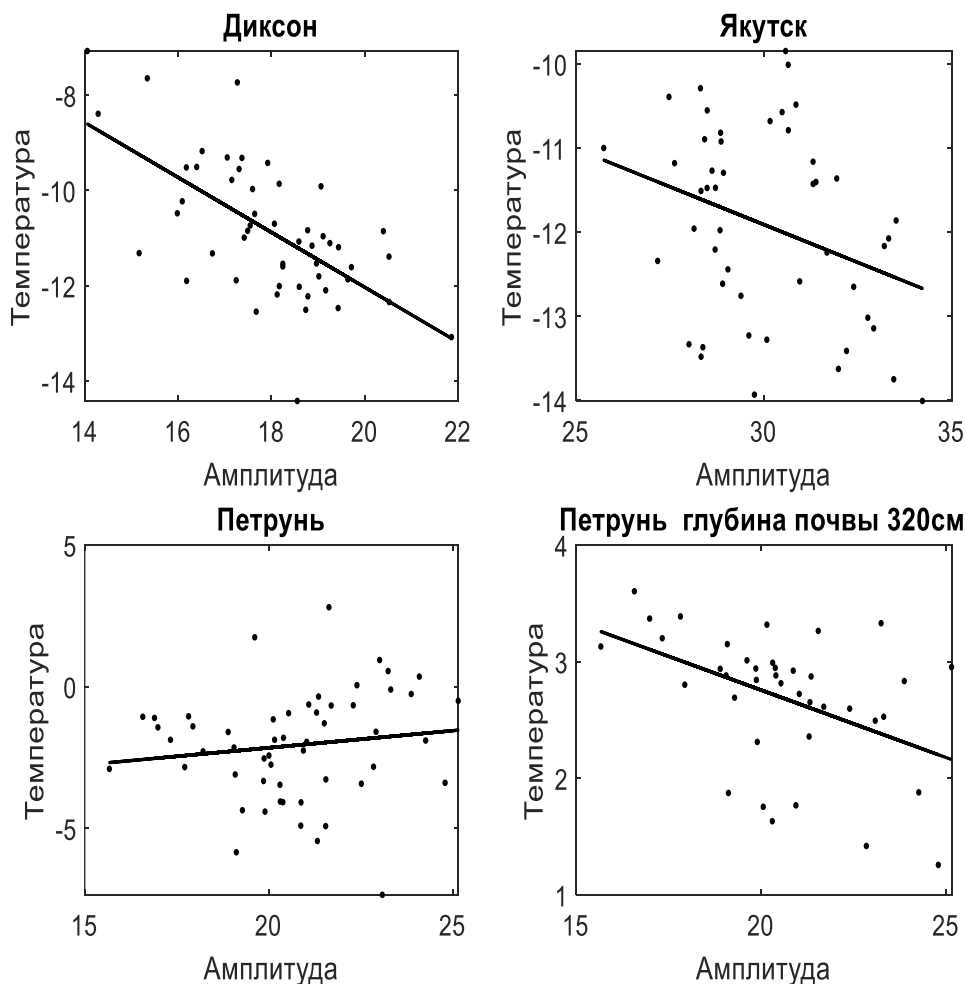 Диксон
Температура
-8
-10
-12
-14
14 16 18 20 22
Амплитуда
Якутск
Температура
-10
-11
-12
-13
-14
25 30 35
Амплитуда
Петрунь
Температура
5
0
-5
15 20 25
Амплитуда
Петрунь глубина почвы 320см
Температура
4
3
2
1
15 20 25
Амплитуда